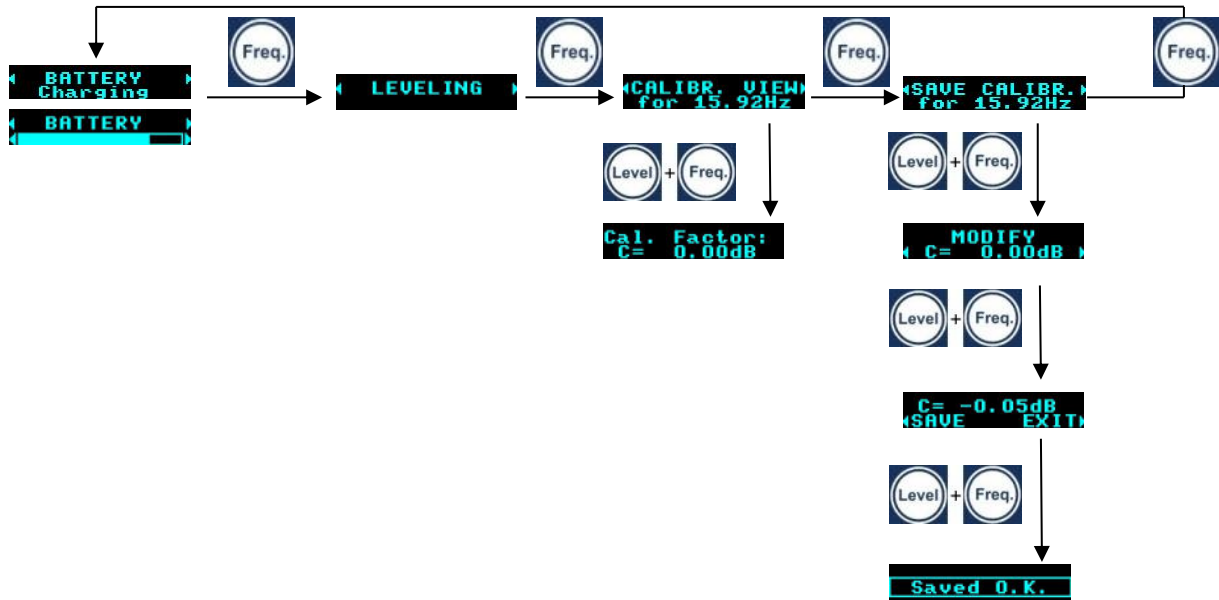 Freq.
Freq.
Freq.
Freq.
BATTERY
Charging
BATTERY
LEVELING
CALIBR. VIEW
for 15.92Hz
SAVE CALIBR.
for 15.92Hz
Level + Freq.
Level + Freq.
Cal. Factor:
C= 0.00dB
MODIFY
C= 0.00dB
Level + Freq.
C= -0.05dB
SAVE EXIT
Level + Freq.
Saved O.K.